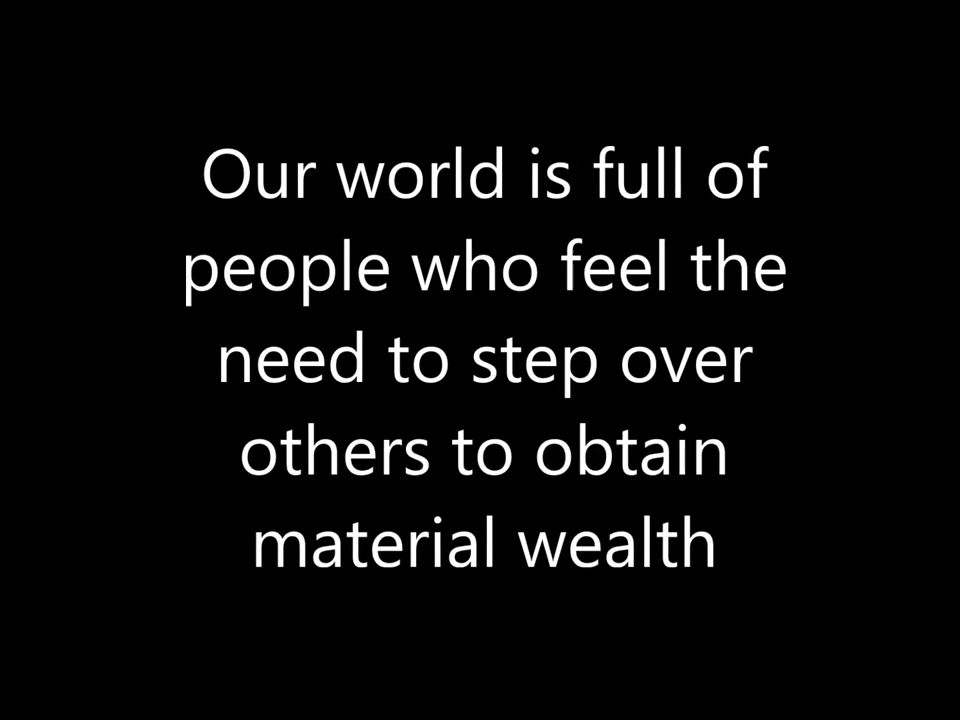 Our world is full of
people who feel the
need to step over
others to obtain
material wealth